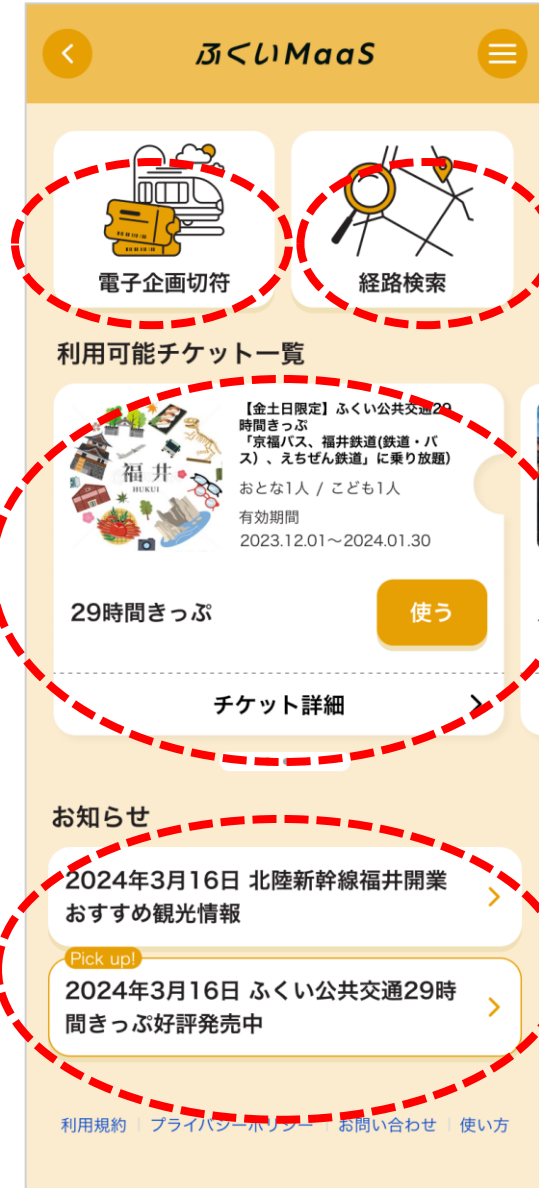 ふくいMaaS
電子企画切符
経路検索
利用可能チケット一覧
【金土日限定】ふくい公共交通29
時間きっぷ
「京福バス、福井鉄道(鉄道・バ
ス）、えちぜん鉄道」に乗り放題)
おとな1人 / こども1人
有効期間
2023.12.01〜2024.01.30
福井
HUKUI
29時間きっぷ
使う
チケット詳細
お知らせ
2024年3月16日 北陸新幹線福井開業
おすすめ観光情報
Pick up!
2024年3月16日 ふくい公共交通29時
間きっぷ好評発売中
利用規約 | プライバシーポリシー | お問い合わせ | 使い方